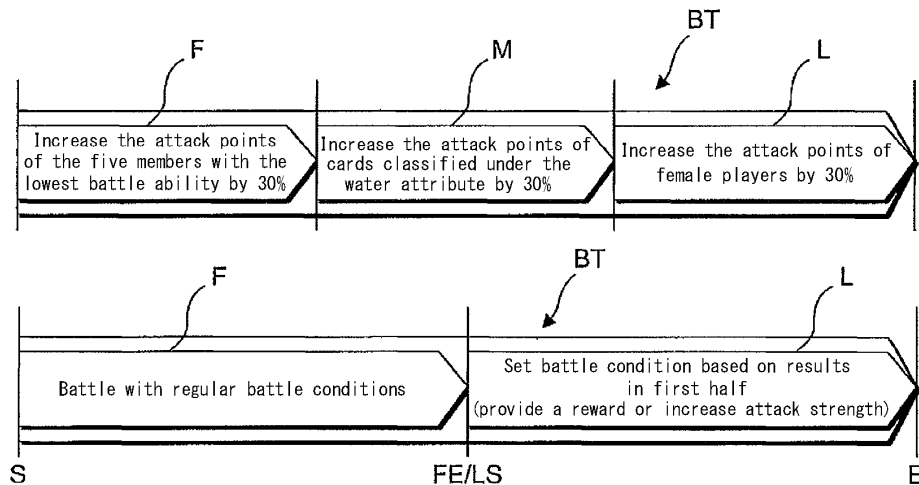 BT
F
M
L
Increase the attack points
of the five members with the
lowest battle ability by 30%
Increase the attack points of
cards classified under the
water attribute by 30%
Increase the attack points of
female players by 30%
BT
F
L
Battle with regular battle conditions
Set battle condition based on results
in first half
(provide a reward or increase attack strength)
S
FE/LS
E